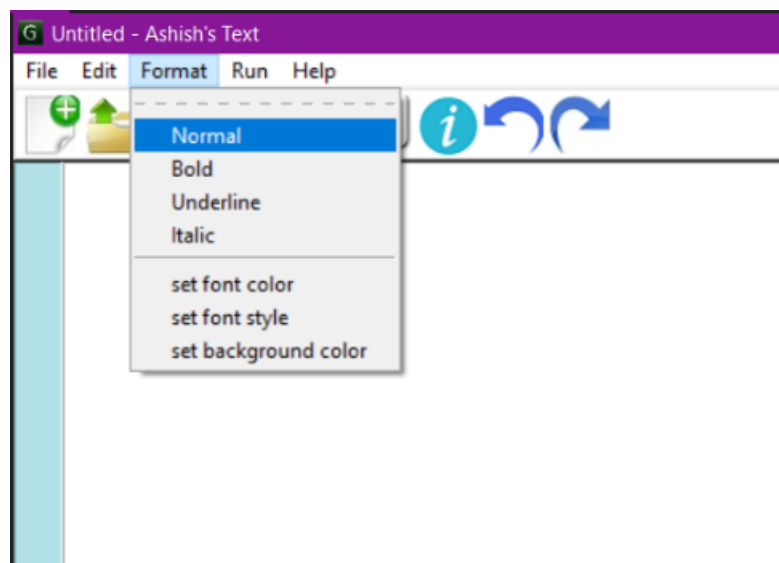 G Untitled - Ashish's Text
File Edit Format Run Help
i
Normal
Bold
Underline
Italic
set font color
set font style
set background color